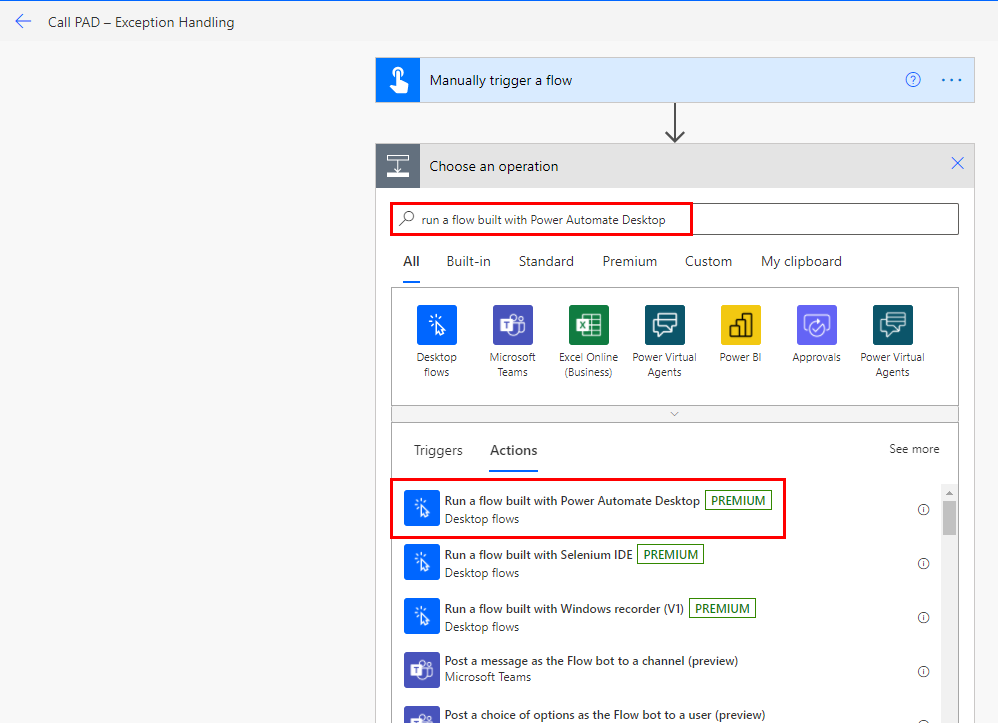 Call PAD – Exception Handling
Manually trigger a flow
Choose an operation
run a flow built with Power Automate Desktop
All Built-in Standard Premium Custom My clipboard
Desktop flows
Microsoft Teams
Excel Online (Business)
Power Virtual Agents
Power BI
Approvals
Power Virtual Agents
Triggers Actions See more
Run a flow built with Power Automate Desktop PREMIUM
Desktop flows
Run a flow built with Selenium IDE PREMIUM
Desktop flows
Run a flow built with Windows recorder (V1) PREMIUM
Desktop flows
Post a message as the Flow bot to a channel (preview)
Microsoft Teams
Post a choice of options as the Flow bot to a user (preview)